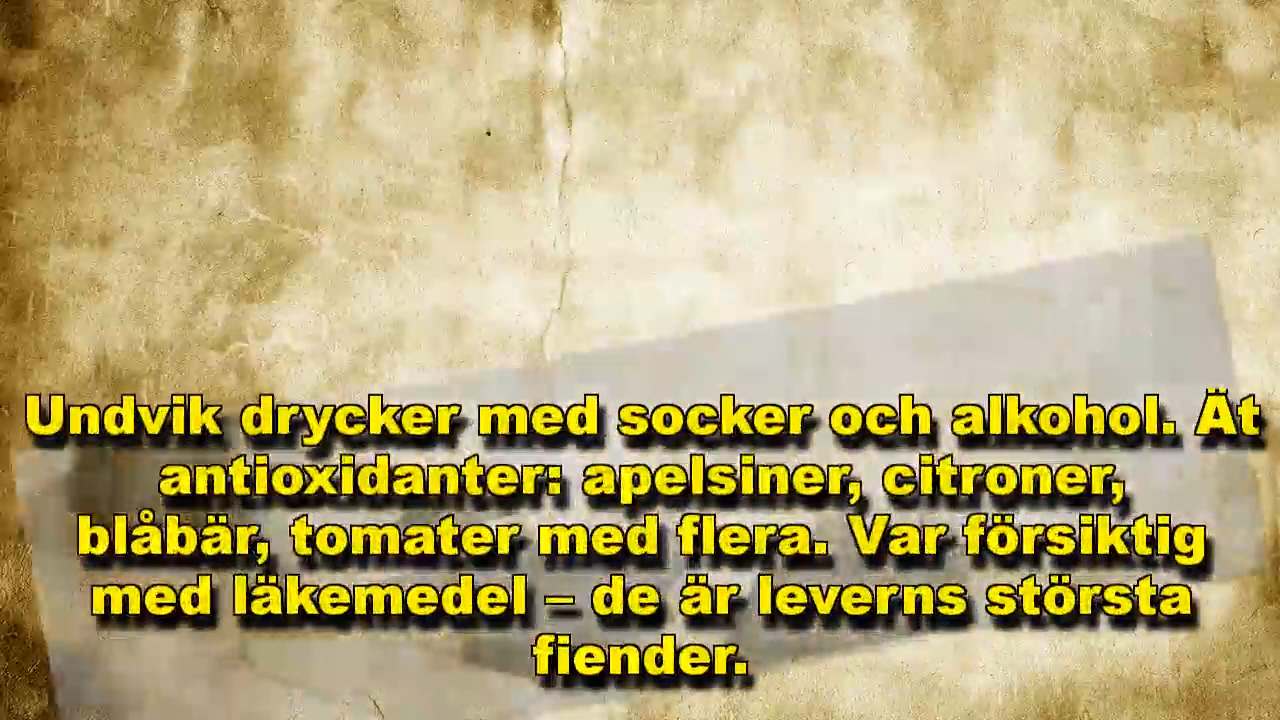 Undvik drycker med socker och alkohol. Ät
antioxidanter: apelsiner, citroner,
blåbär, tomater med flera. Var försiktig
med läkemedel – de är leverns största
fiender.